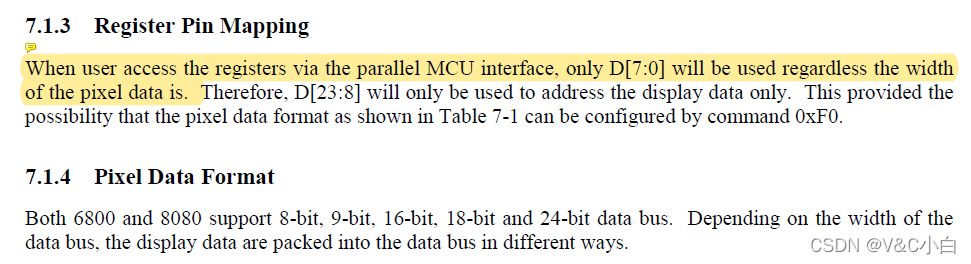 7.1.3 Register Pin Mapping
When user access the registers via the parallel MCU interface, only D[7:0] will be used regardless the width
of the pixel data is. Therefore, D[23:8] will only be used to address the display data only. This provided the
possibility that the pixel data format as shown in Table 7-1 can be configured by command 0xF0.
7.1.4 Pixel Data Format
Both 6800 and 8080 support 8-bit, 9-bit, 16-bit, 18-bit and 24-bit data bus. Depending on the width of the
data bus, the display data are packed into the data bus in different ways.
CSDN @V&C小白